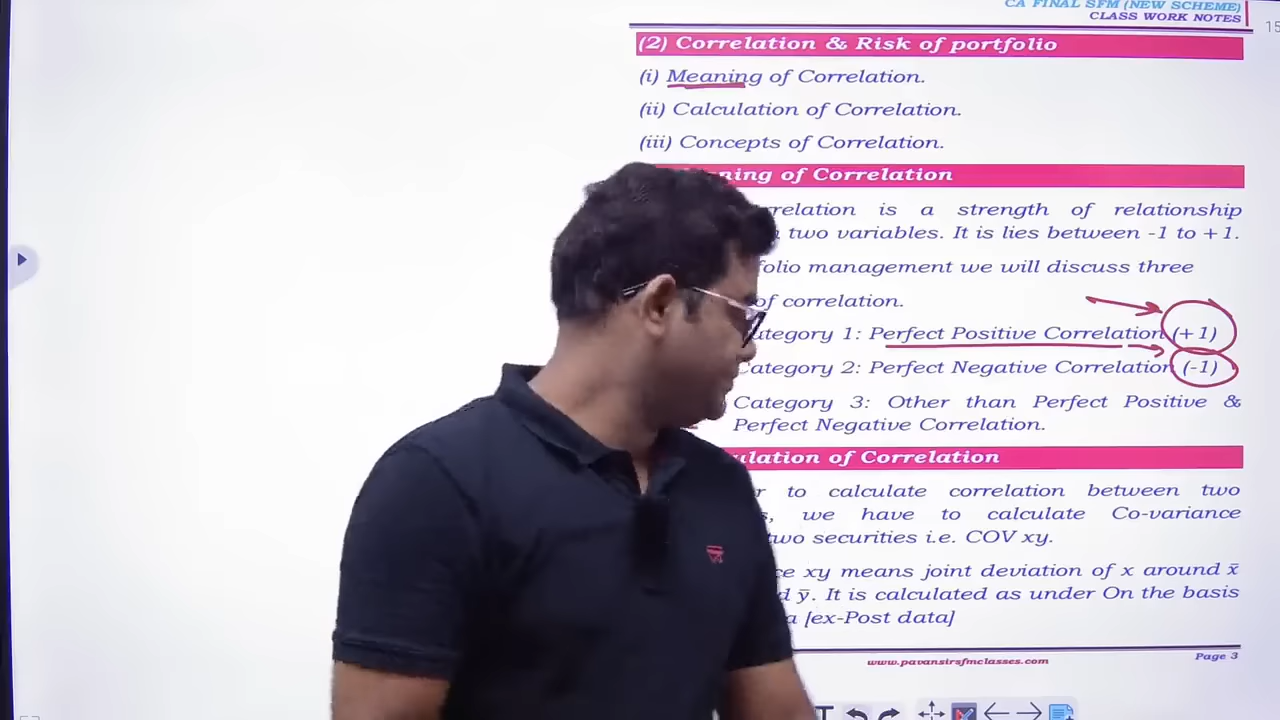 CA FINAL SFM (NEW SCHEME)
CLASS WORK NOTES
15
(2) Correlation & Risk of portfolio
(i) Meaning of Correlation.
(ii) Calculation of Correlation.
(iii) Concepts of Correlation.
of Correlation
is a strength of relationship
two variables. It is lies between -1 to +1.
management we will discuss three
of correlation.
1: Perfect Positive Correlation (+1)
Category 2: Perfect Negative Correlation (-1)
Category 3: Other than Perfect Positive &
Perfect Negative Correlation.
of Correlation
to calculate correlation between two
we have to calculate Co-variance
two securities i.e. COV xy.
xy means joint deviation of x around x̄
ȳ. It is calculated as under On the basis
[ex-Post data]
www.pavansirsfmclasses.com
Page 3
T